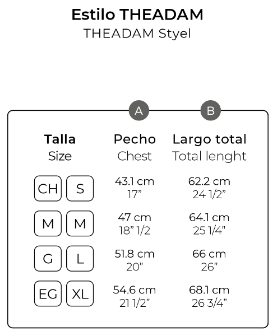 Estilo THEADAM
THEADAM Styel
A B
Talla Pecho Largo total
Size Chest Total lenght
CH S 43.1 cm 62.2 cm
17” 24 1/2”
M M 47 cm 64.1 cm
18” 1/2 25 1/4”
G L 51.8 cm 66 cm
20” 26”
EG XL 54.6 cm 68.1 cm
21 1/2” 26 3/4”